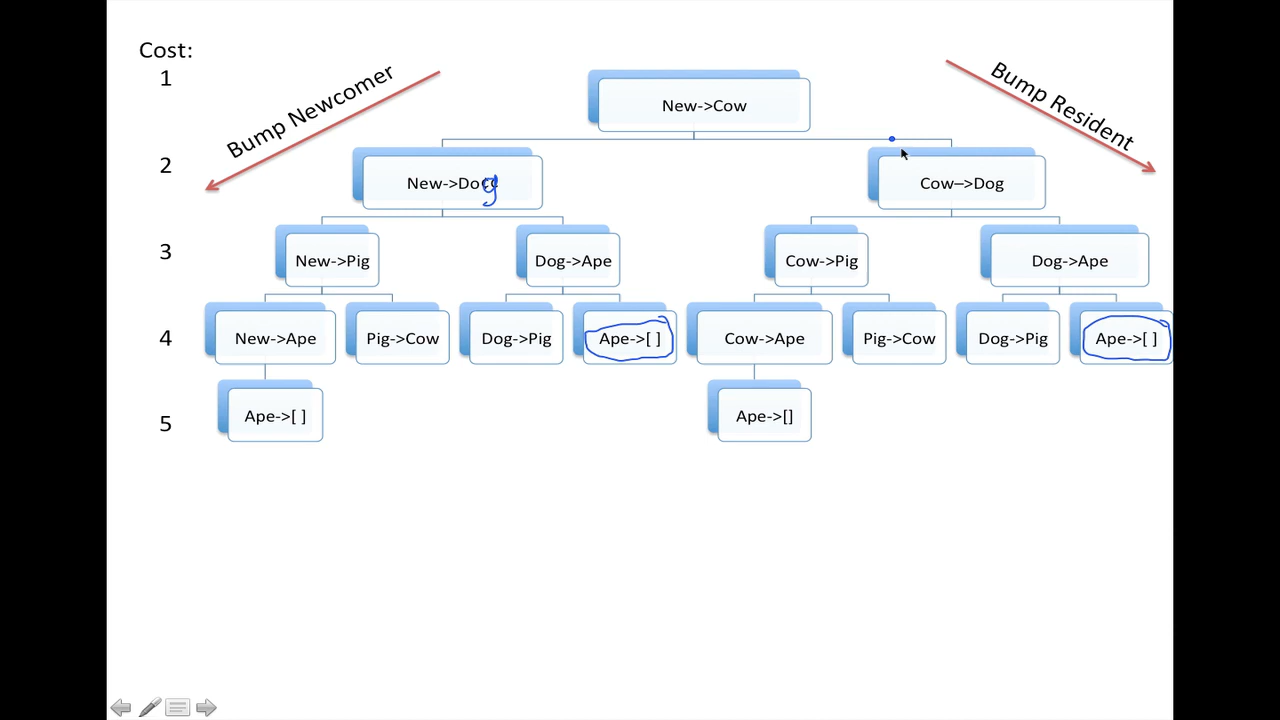 Cost:
1
Bump Newcomer
Bump Resident
New->Cow
2
New->Dog
Cow–>Dog
3
New->Pig
Dog->Ape
Cow->Pig
Dog->Ape
4
New->Ape
Pig->Cow
Dog->Pig
Ape->[ ]
Cow->Ape
Pig->Cow
Dog->Pig
Ape->[ ]
5
Ape->[ ]
Ape->[]